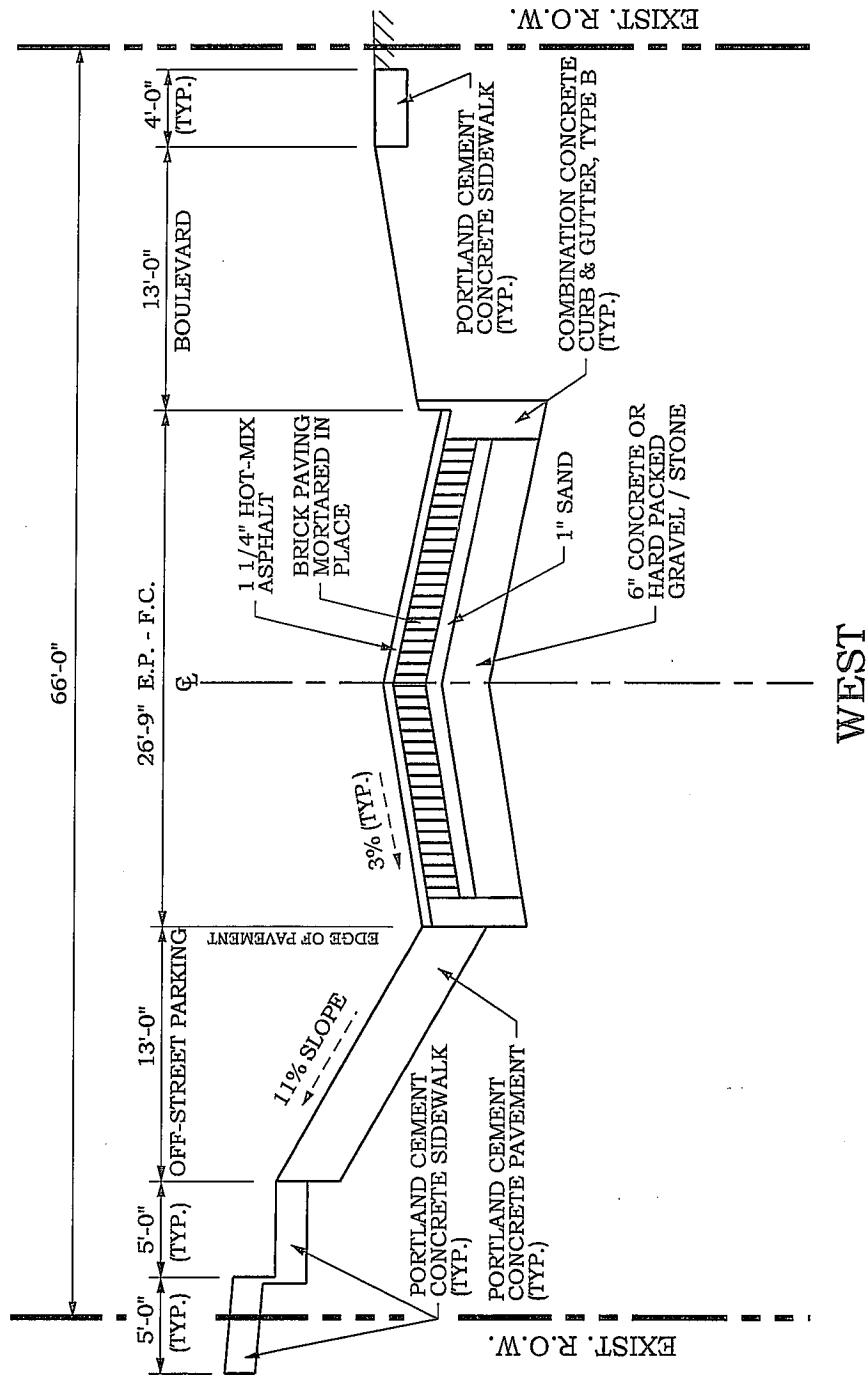 66'-0"
5'-0"
(TYP.)
5'-0"
(TYP.)
13'-0"
OFF-STREET PARKING
26'-9" E.P. - F.C.
13'-0"
BOULEVARD
4'-0"
(TYP.)
EDGE OF PAVEMENT
℄
11% SLOPE
3% (TYP.)
1 1/4" HOT-MIX
ASPHALT
BRICK PAVING
MORTARED IN
PLACE
PORTLAND CEMENT
CONCRETE SIDEWALK
(TYP.)
PORTLAND CEMENT
CONCRETE PAVEMENT
(TYP.)
1" SAND
6" CONCRETE OR
HARD PACKED
GRAVEL / STONE
PORTLAND CEMENT
CONCRETE SIDEWALK
(TYP.)
COMBINATION CONCRETE
CURB & GUTTER, TYPE B
(TYP.)
EXIST. R.O.W.
EXIST. R.O.W.
WEST